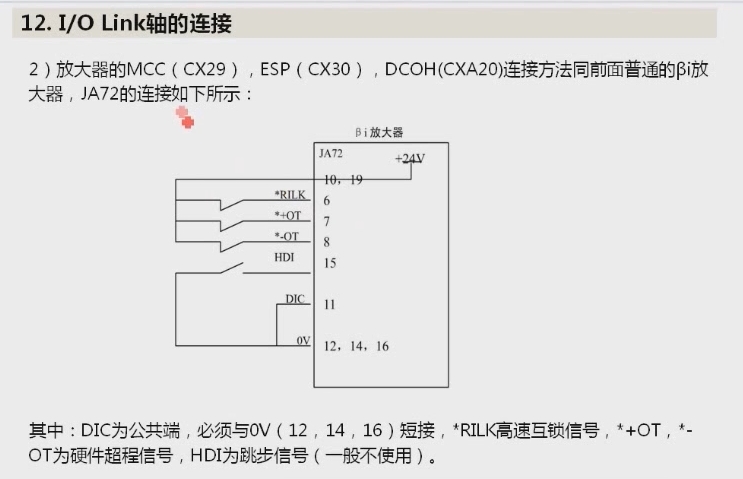 12. I/O Link轴的连接
2）放大器的MCC（CX29），ESP（CX30），DCOH(CXA20)连接方法同前面普通的βi放
大器，JA72的连接如下所示：
βi放大器
JA72
+24V
10，19
*RILK
6
*+OT
7
*-OT
8
HDI
15
DIC
11
0V
12，14，16
其中：DIC为公共端，必须与0V（12，14，16）短接，*RILK高速互锁信号，*+OT，*-
OT为硬件超程信号，HDI为跳步信号（一般不使用）。